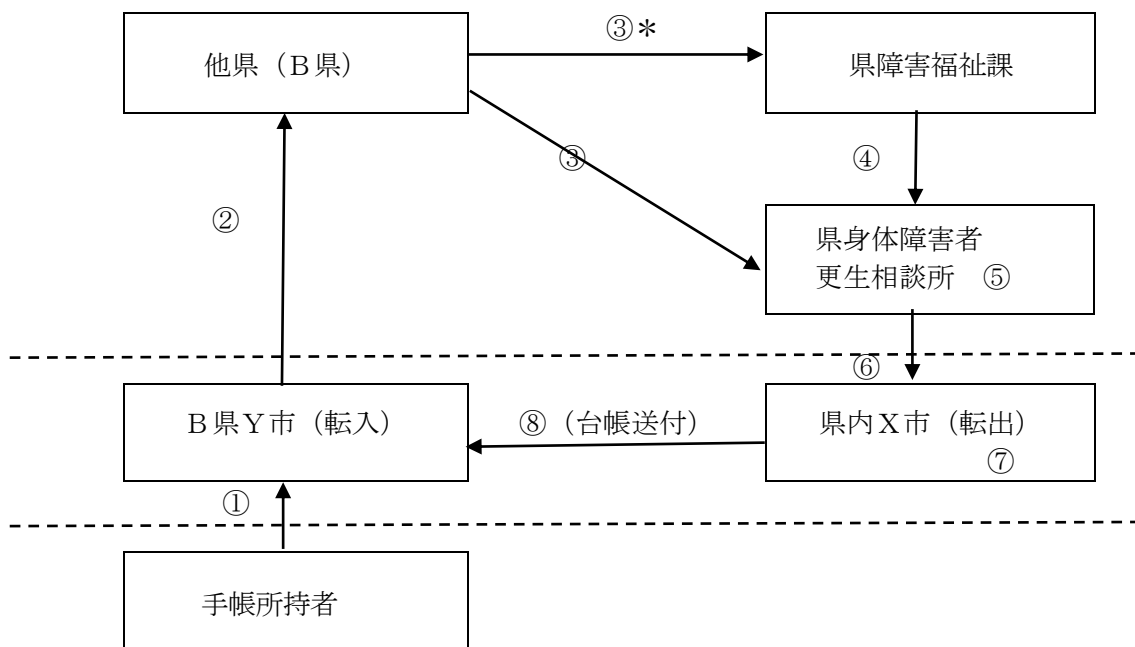 ③＊
他県（Ｂ県）
県障害福祉課
③
④
②
県身体障害者
更生相談所　⑤
⑥
Ｂ県Ｙ市（転入）
⑧（台帳送付）
県内Ｘ市（転出）
⑦
①
手帳所持者